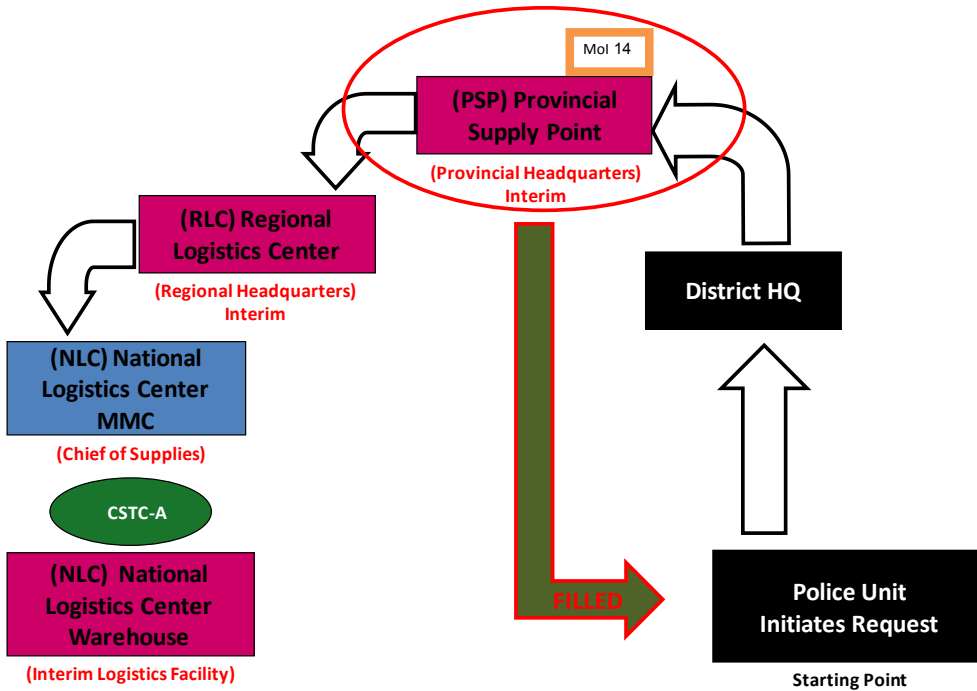 MoI 14
(PSP) Provincial
Supply Point
(Provincial Headquarters)
Interim
(RLC) Regional
Logistics Center
(Regional Headquarters)
Interim
District HQ
(NLC) National
Logistics Center
MMC
(Chief of Supplies)
CSTC-A
(NLC) National
Logistics Center
Warehouse
(Interim Logistics Facility)
FILLED
Police Unit
Initiates Request
Starting Point